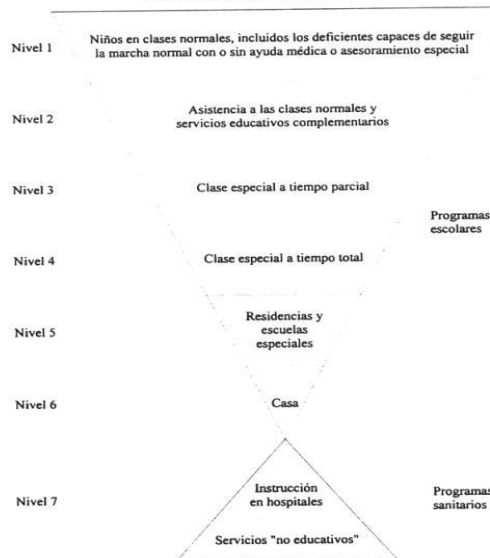 Nivel 1
Niños en clases normales, incluidos los deficientes capaces de seguir
la marcha normal con o sin ayuda médica o asesoramiento especial
Nivel 2
Asistencia a las clases normales y
servicios educativos complementarios
Nivel 3
Clase especial a tiempo parcial
Programas
escolares
Nivel 4
Clase especial a tiempo total
Nivel 5
Residencias y
escuelas
especiales
Nivel 6
Casa
Nivel 7
Instrucción
en hospitales
Programas
sanitarios
Servicios "no educativos"